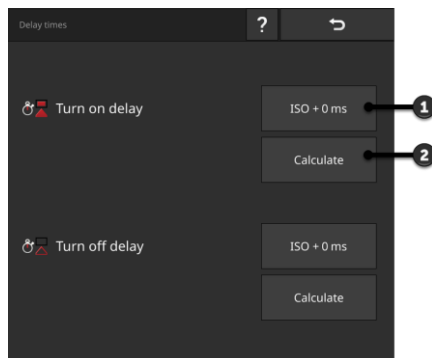 Delay times
?
Turn on delay
ISO + 0 ms
1
Calculate
2
Turn off delay
ISO + 0 ms
Calculate